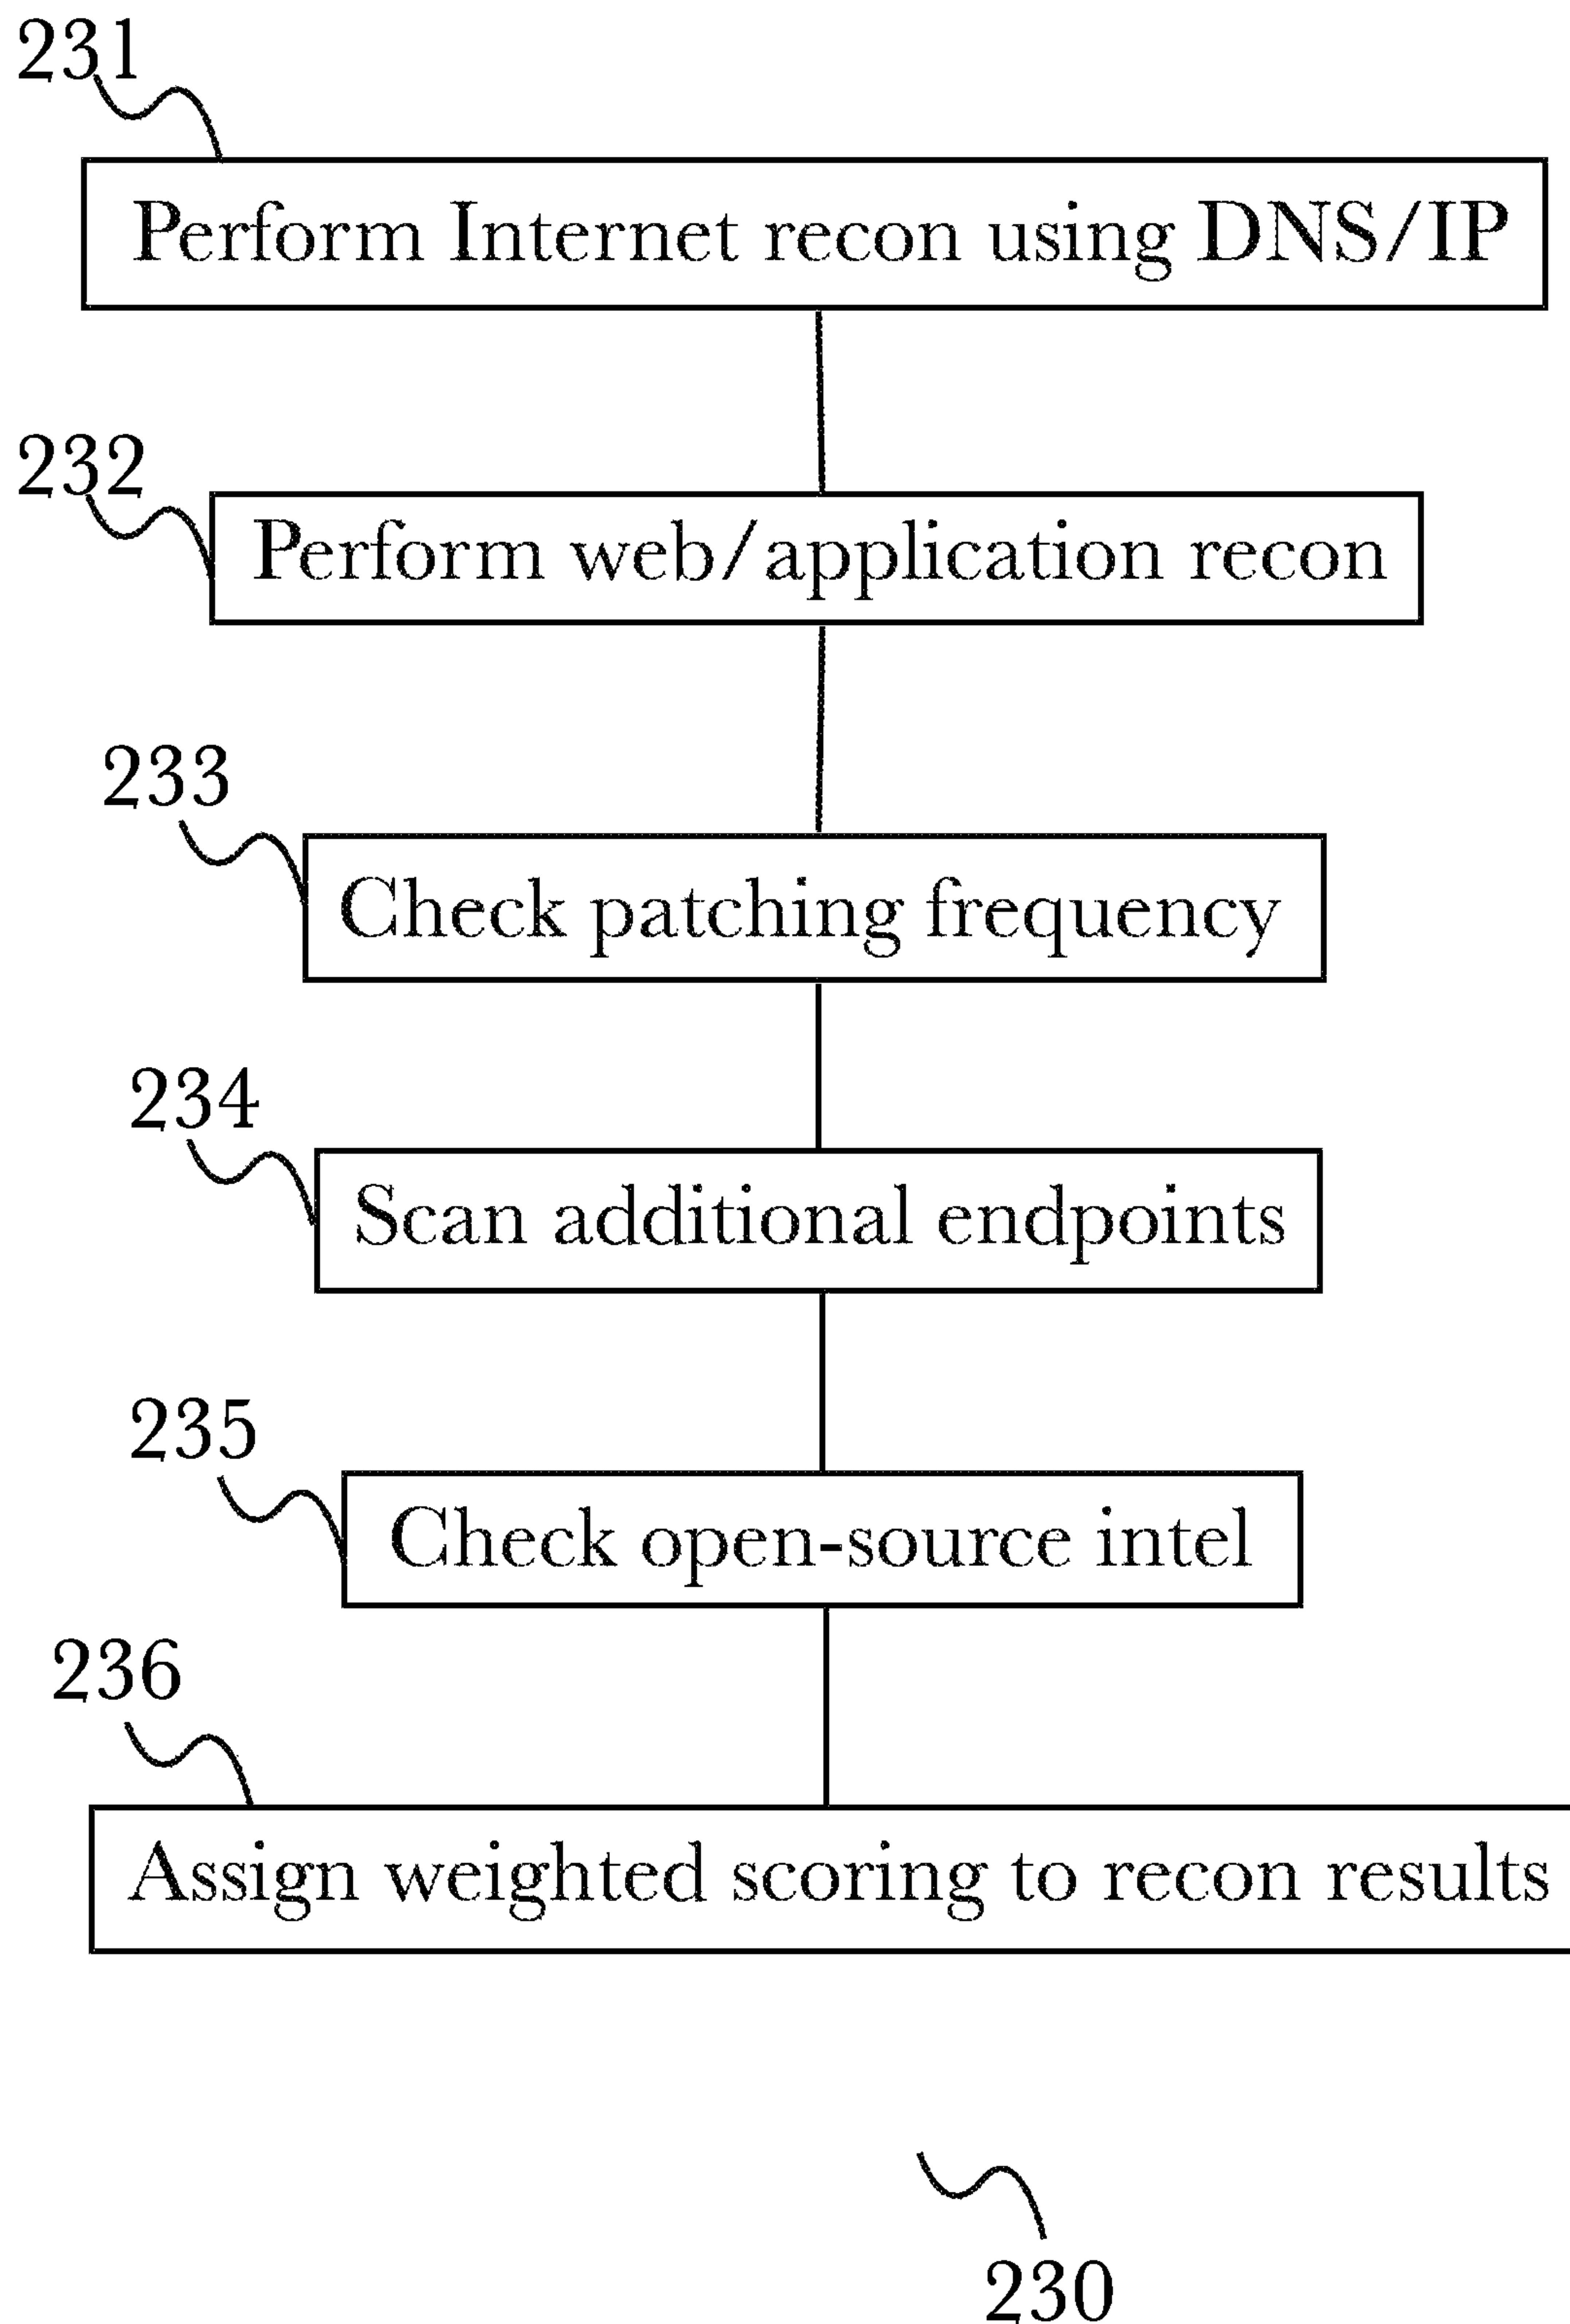 231
Perform Internet recon using DNS/IP
232
Perform web/application recon
233
Check patching frequency
234
Scan additional endpoints
235
Check open-source intel
236
Assign weighted scoring to recon results
230